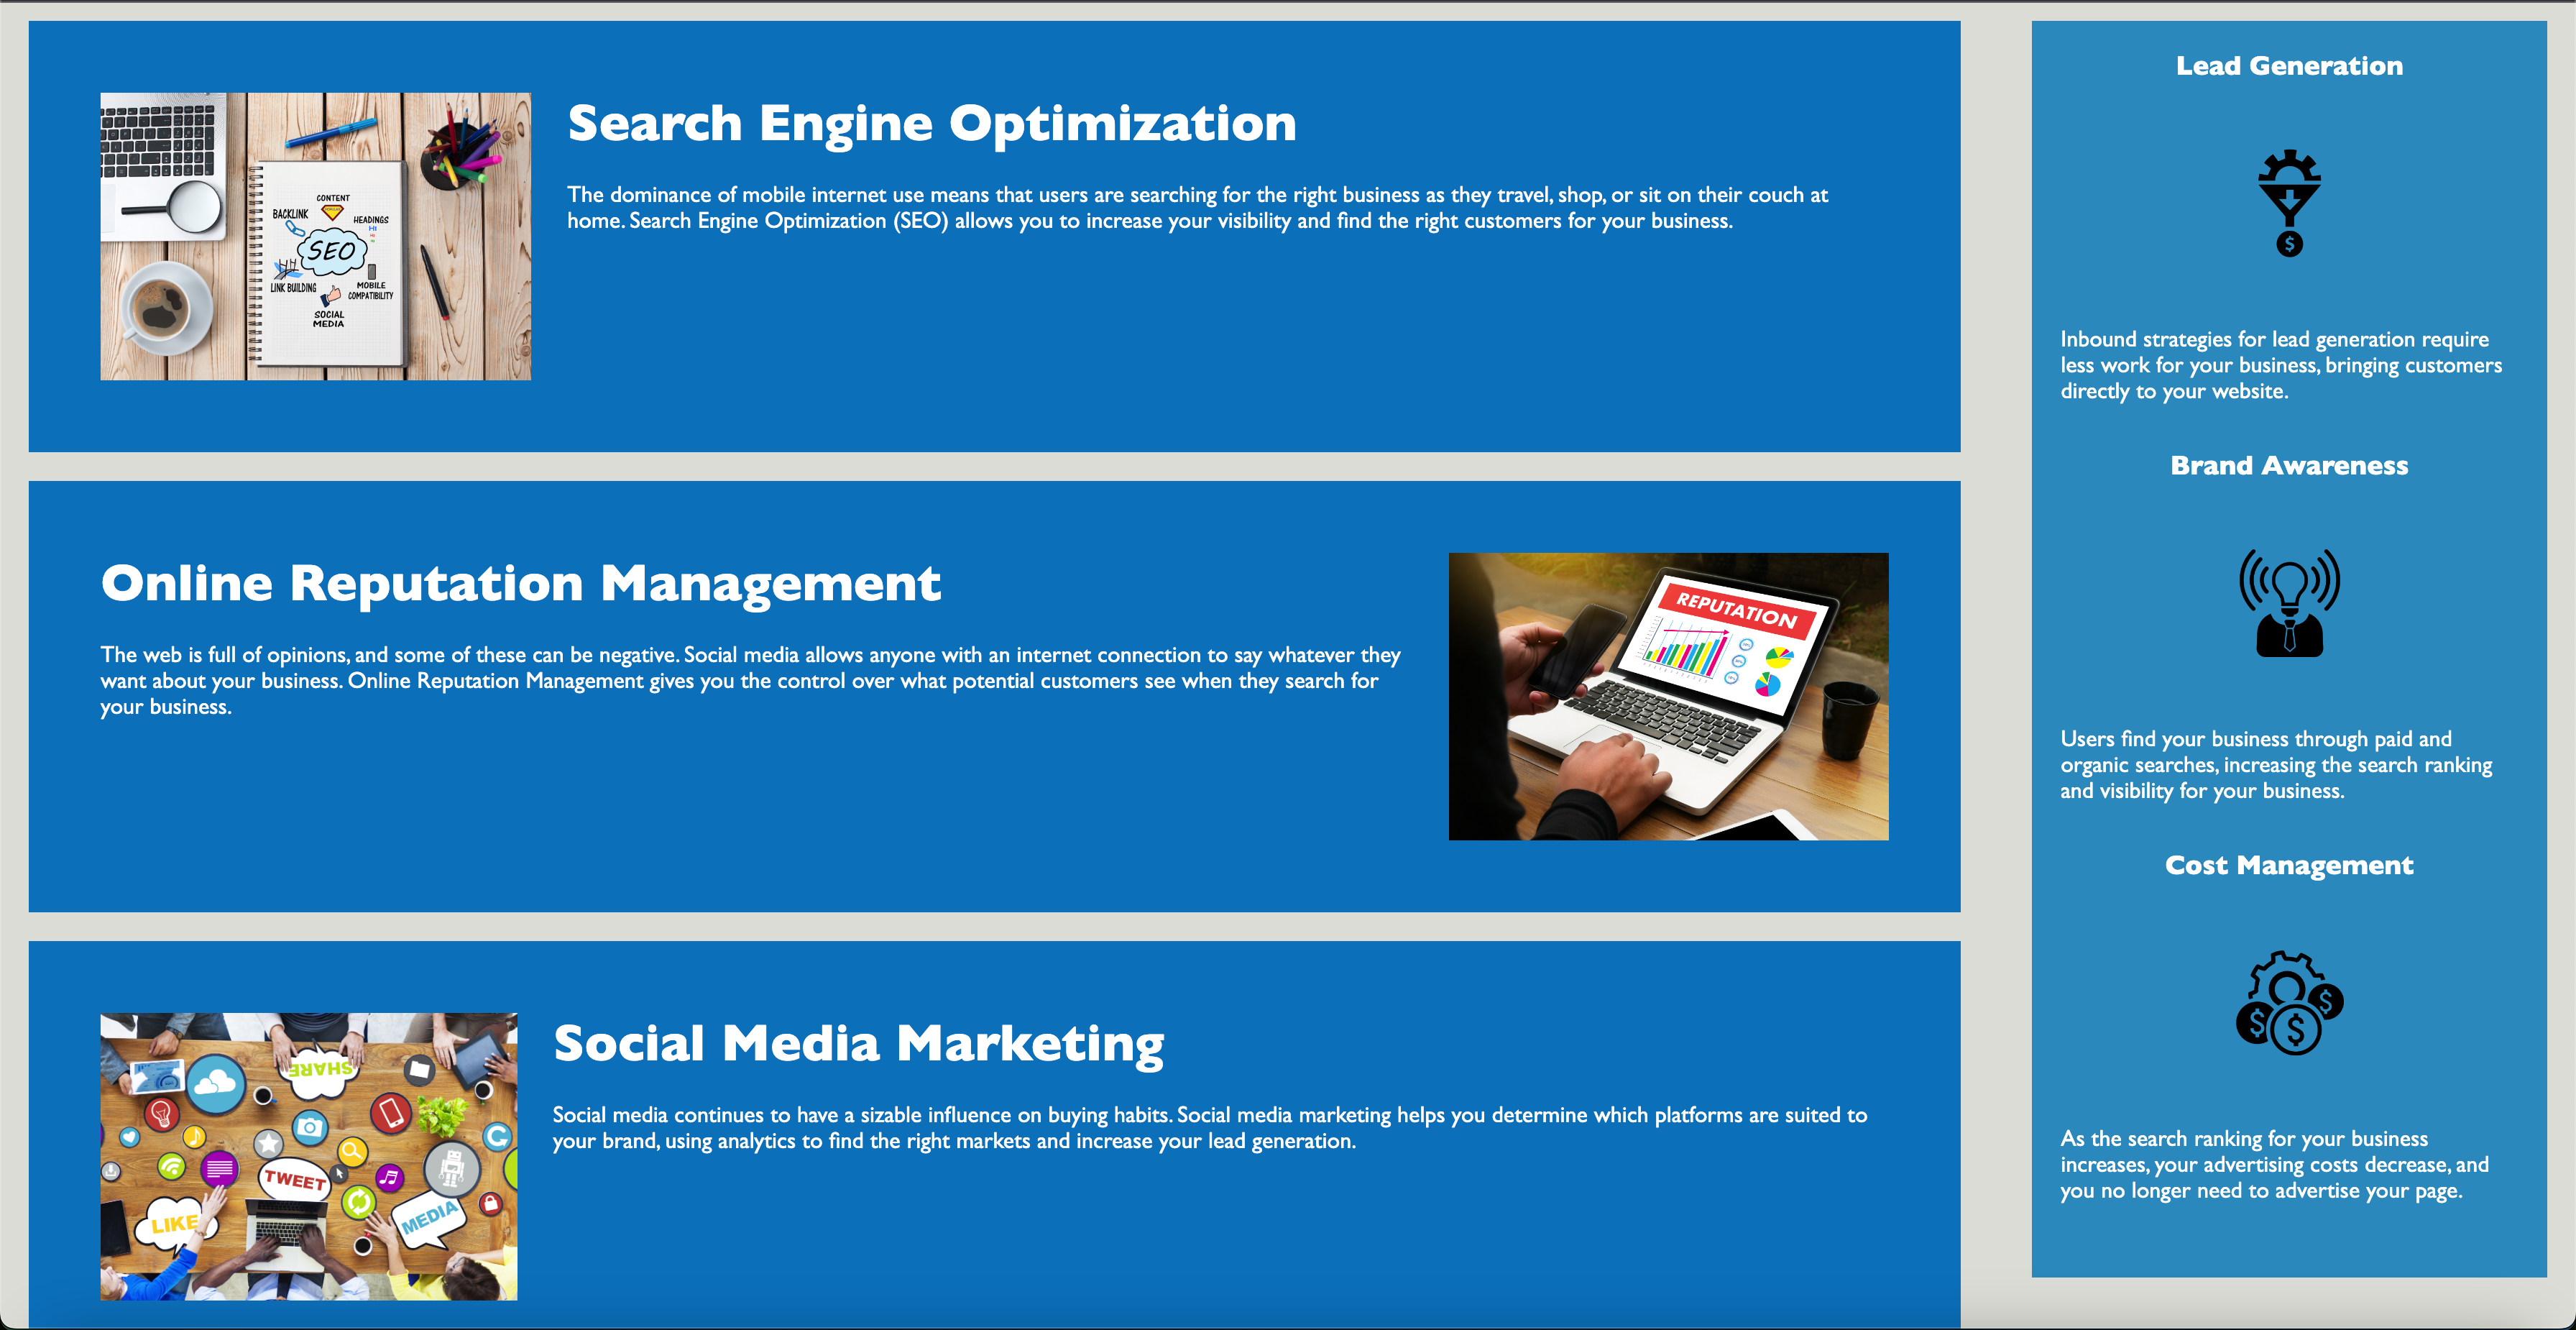 Search Engine Optimization
The dominance of mobile internet use means that users are searching for the right business as they travel, shop, or sit on their couch at
home. Search Engine Optimization (SEO) allows you to increase your visibility and find the right customers for your business.
CONTENT
BACKLINK
HEADINGS
H1
SEO
LINK BUILDING
MOBILE
COMPATIBILITY
SOCIAL
MEDIA
Online Reputation Management
The web is full of opinions, and some of these can be negative. Social media allows anyone with an internet connection to say whatever they
want about your business. Online Reputation Management gives you the control over what potential customers see when they search for
your business.
REPUTATION
Social Media Marketing
Social media continues to have a sizable influence on buying habits. Social media marketing helps you determine which platforms are suited to
your brand, using analytics to find the right markets and increase your lead generation.
SHARE
TWEET
LIKE
MEDIA
Lead Generation
$
Inbound strategies for lead generation require
less work for your business, bringing customers
directly to your website.
Brand Awareness
Users find your business through paid and
organic searches, increasing the search ranking
and visibility for your business.
Cost Management
$
$
$
As the search ranking for your business
increases, your advertising costs decrease, and
you no longer need to advertise your page.